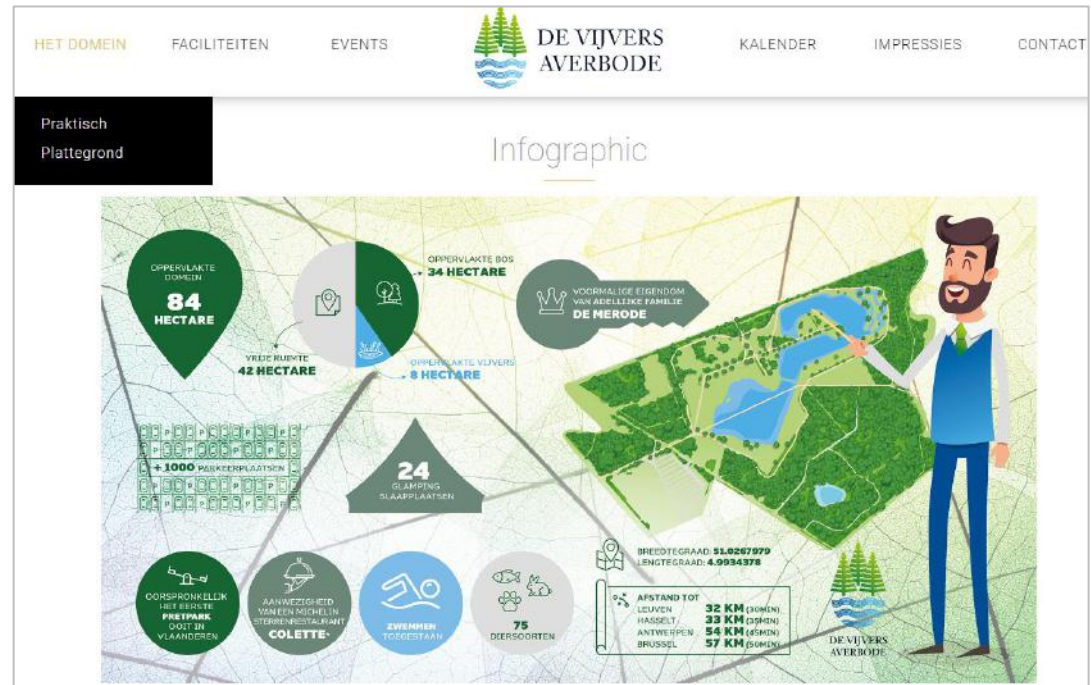 HET DOMEIN
FACILITEITEN
EVENTS
DE VIJVERS
AVERBODE
KALENDER
IMPRESSIES
CONTACT
Praktisch
Plattegrond
Infographic
OPPERVLAKTE
DOMEIN
84
HECTARE
OPPERVLAKTE BOS
34 HECTARE
VRIJE RUIMTE
42 HECTARE
OPPERVLAKTE VIJVERS
8 HECTARE
VOORMALIGE EIGENDOM
VAN ADELLIJKE FAMILIE
DE MERODE
+1000 PARKEERPLAATSEN
24
GLAMPING
SLAAPPLAATSEN
OORSPRONKELIJK
HET EERSTE
PRETPARK
OOIT IN
VLAANDEREN
AANWEZIGHEID
VAN EEN MICHELIN
STERRENRESTAURANT
COLETTE*
ZWEMMEN
TOEGESTAAN
75
DIERSOORTEN
BREEDTEGRAAD: 51.0267979
LENGTEGRAAD: 4.9934378
AFSTAND TOT
LEUVEN 32 KM (30MIN)
HASSELT 33 KM (35MIN)
ANTWERPEN 54 KM (45MIN)
BRUSSEL 57 KM (50MIN)
DE VIJVERS
AVERBODE